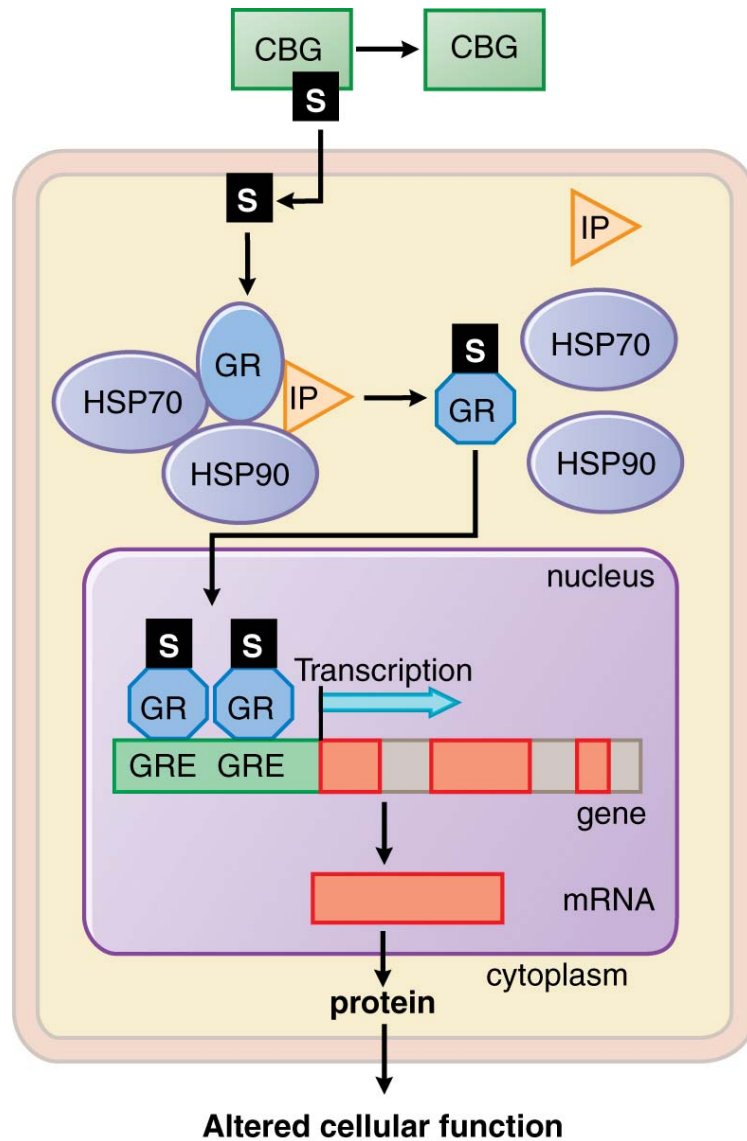 CBG
CBG
S
S
IP
HSP70
GR
HSP70
IP
HSP90
S
GR
HSP90
nucleus
S
S
Transcription
GR
GR
GRE
GRE
gene
mRNA
cytoplasm
protein
Altered cellular function